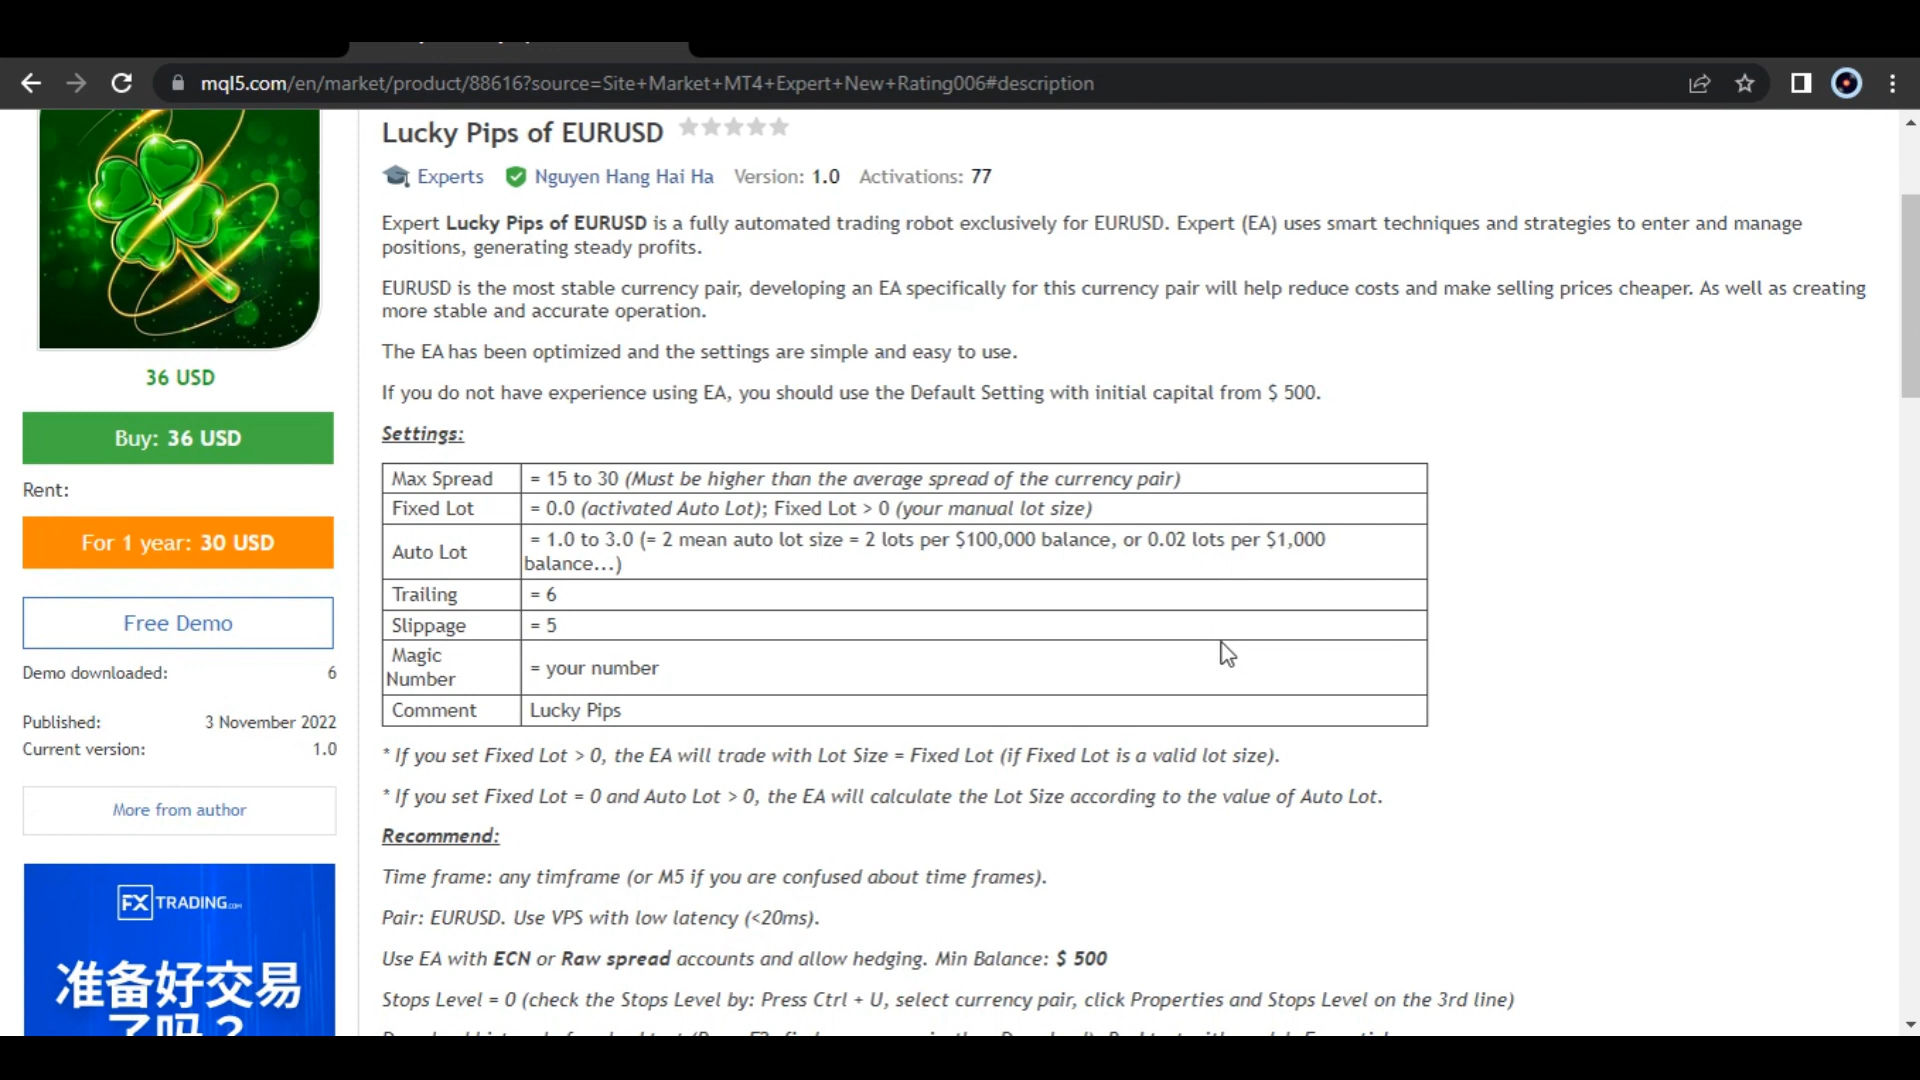 mql5.com/en/market/product/88616?source=Site+Market+MT4+Expert+New+Rating006#description
Lucky Pips of EURUSD
Experts Nguyen Hang Hai Ha Version: 1.0 Activations: 77
Expert Lucky Pips of EURUSD is a fully automated trading robot exclusively for EURUSD. Expert (EA) uses smart techniques and strategies to enter and manage
positions, generating steady profits.
EURUSD is the most stable currency pair, developing an EA specifically for this currency pair will help reduce costs and make selling prices cheaper. As well as creating
more stable and accurate operation.
The EA has been optimized and the settings are simple and easy to use.
If you do not have experience using EA, you should use the Default Setting with initial capital from $ 500.
Settings:
Max Spread = 15 to 30 (Must be higher than the average spread of the currency pair)
Fixed Lot = 0.0 (activated Auto Lot); Fixed Lot > 0 (your manual lot size)
Auto Lot = 1.0 to 3.0 (= 2 mean auto lot size = 2 lots per $100,000 balance, or 0.02 lots per $1,000
balance...)
Trailing = 6
Slippage = 5
Magic
Number = your number
Comment Lucky Pips
* If you set Fixed Lot > 0, the EA will trade with Lot Size = Fixed Lot (if Fixed Lot is a valid lot size).
* If you set Fixed Lot = 0 and Auto Lot > 0, the EA will calculate the Lot Size according to the value of Auto Lot.
Recommend:
Time frame: any timframe (or M5 if you are confused about time frames).
Pair: EURUSD. Use VPS with low latency (<20ms).
Use EA with ECN or Raw spread accounts and allow hedging. Min Balance: $ 500
Stops Level = 0 (check the Stops Level by: Press Ctrl + U, select currency pair, click Properties and Stops Level on the 3rd line)
36 USD
Buy: 36 USD
Rent:
For 1 year: 30 USD
Free Demo
Demo downloaded: 6
Published: 3 November 2022
Current version: 1.0
More from author
FX TRADING.COM
准备好交易
了吗？